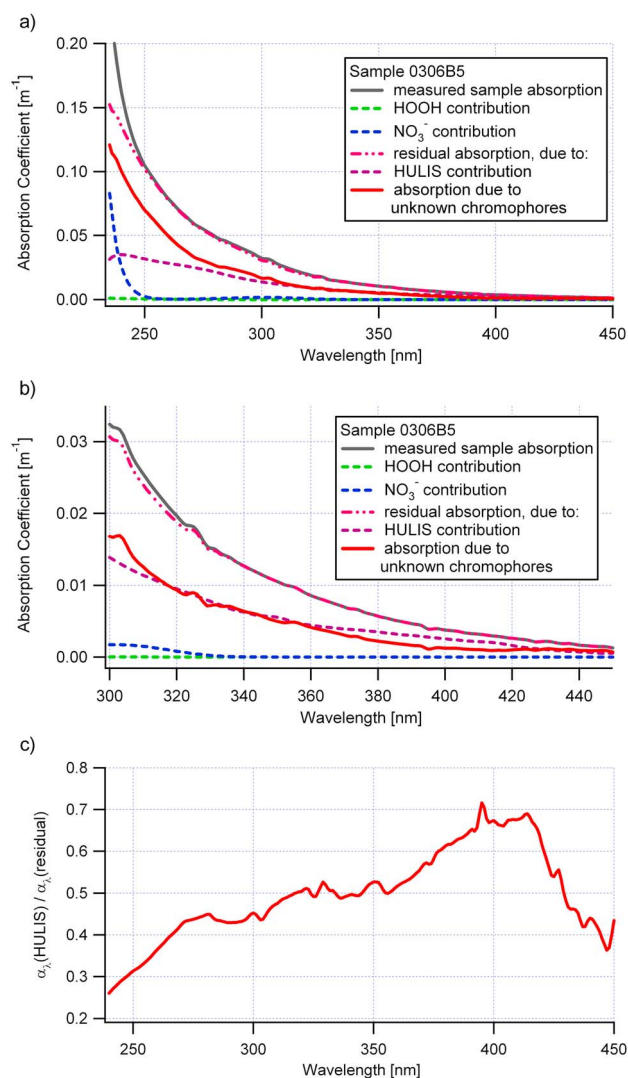 a)
0.20
0.15
0.10
0.05
0.00
Absorption Coefficient [m⁻¹]
Sample 0306B5
measured sample absorption
HOOH contribution
NO₃⁻ contribution
residual absorption, due to:
HULIS contribution
absorption due to
unknown chromophores
250 300 350 400 450
Wavelength [nm]
b)
0.03
0.02
0.01
0.00
Absorption Coefficient [m⁻¹]
Sample 0306B5
measured sample absorption
HOOH contribution
NO₃⁻ contribution
residual absorption, due to:
HULIS contribution
absorption due to
unknown chromophores
300 320 340 360 380 400 420 440
Wavelength [nm]
c)
0.8
0.7
0.6
0.5
0.4
0.3
0.2
αλ(HULIS) / αλ(residual)
250 300 350 400 450
Wavelength [nm]